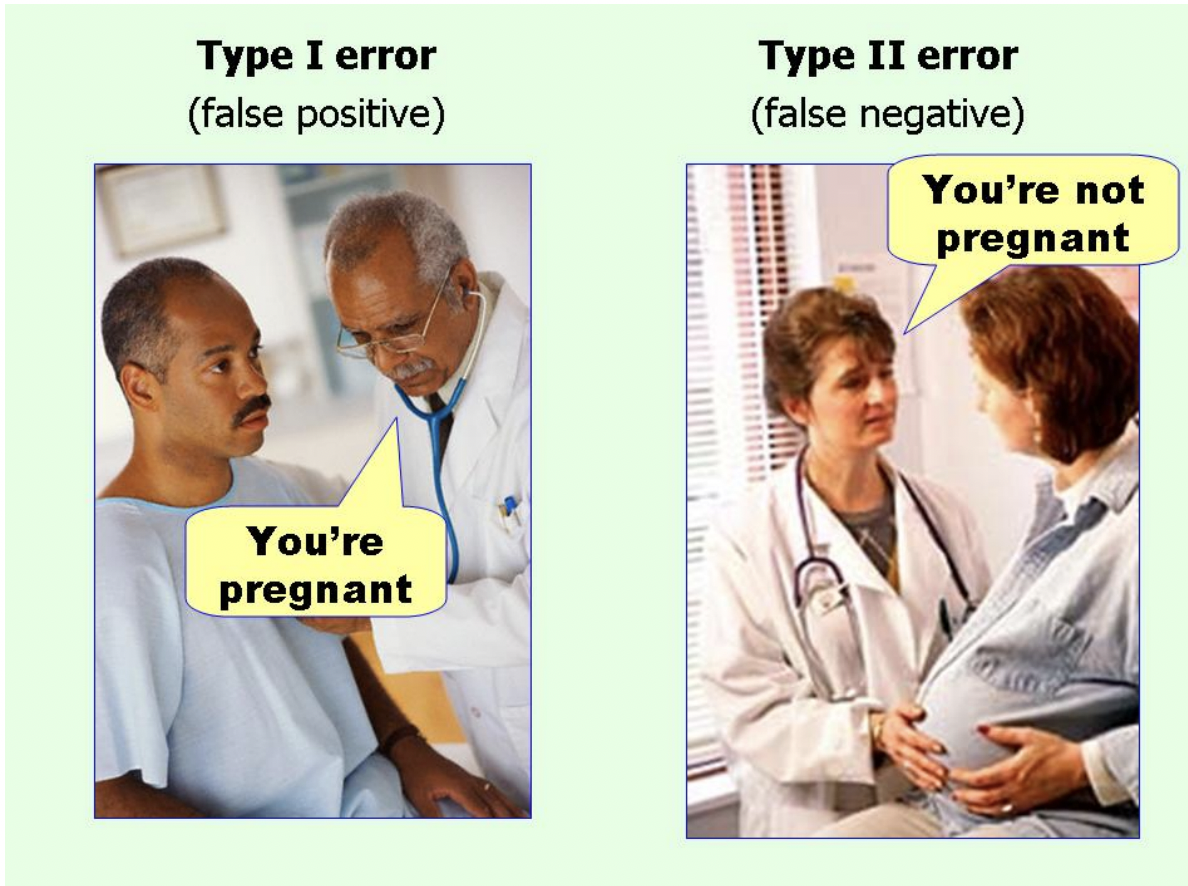 Type I error
(false positive)
You're
pregnant
Type II error
(false negative)
You're not
pregnant